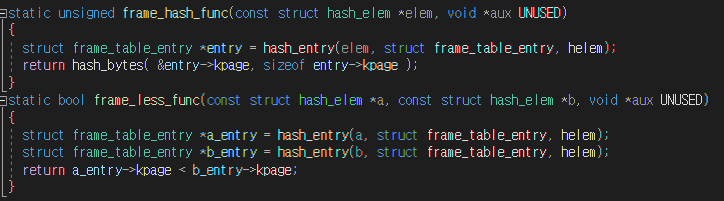 static unsigned frame_hash_func(const struct hash_elem *elem, void *aux UNUSED)
{
  struct frame_table_entry *entry = hash_entry(elem, struct frame_table_entry, helem);
  return hash_bytes( &entry->kpage, sizeof entry->kpage );
}
static bool frame_less_func(const struct hash_elem *a, const struct hash_elem *b, void *aux UNUSED)
{
  struct frame_table_entry *a_entry = hash_entry(a, struct frame_table_entry, helem);
  struct frame_table_entry *b_entry = hash_entry(b, struct frame_table_entry, helem);
  return a_entry->kpage < b_entry->kpage;
}